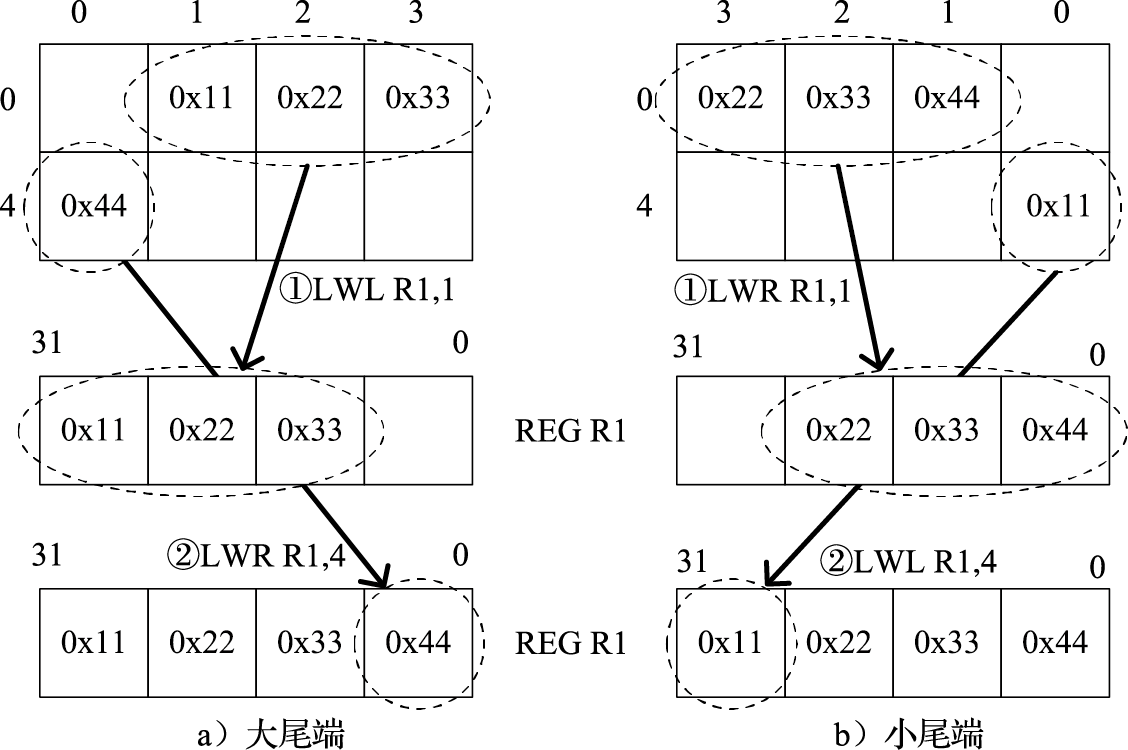 0 1 2 3
0 0x11 0x22 0x33
4 0x44
①LWL R1,1
31 0
0x11 0x22 0x33
REG R1
②LWR R1,4
31 0
0x11 0x22 0x33 0x44
REG R1
a）大尾端
3 2 1 0
0 0x22 0x33 0x44
4 0x11
①LWR R1,1
31 0
0x22 0x33 0x44
②LWL R1,4
31 0
0x11 0x22 0x33 0x44
b）小尾端